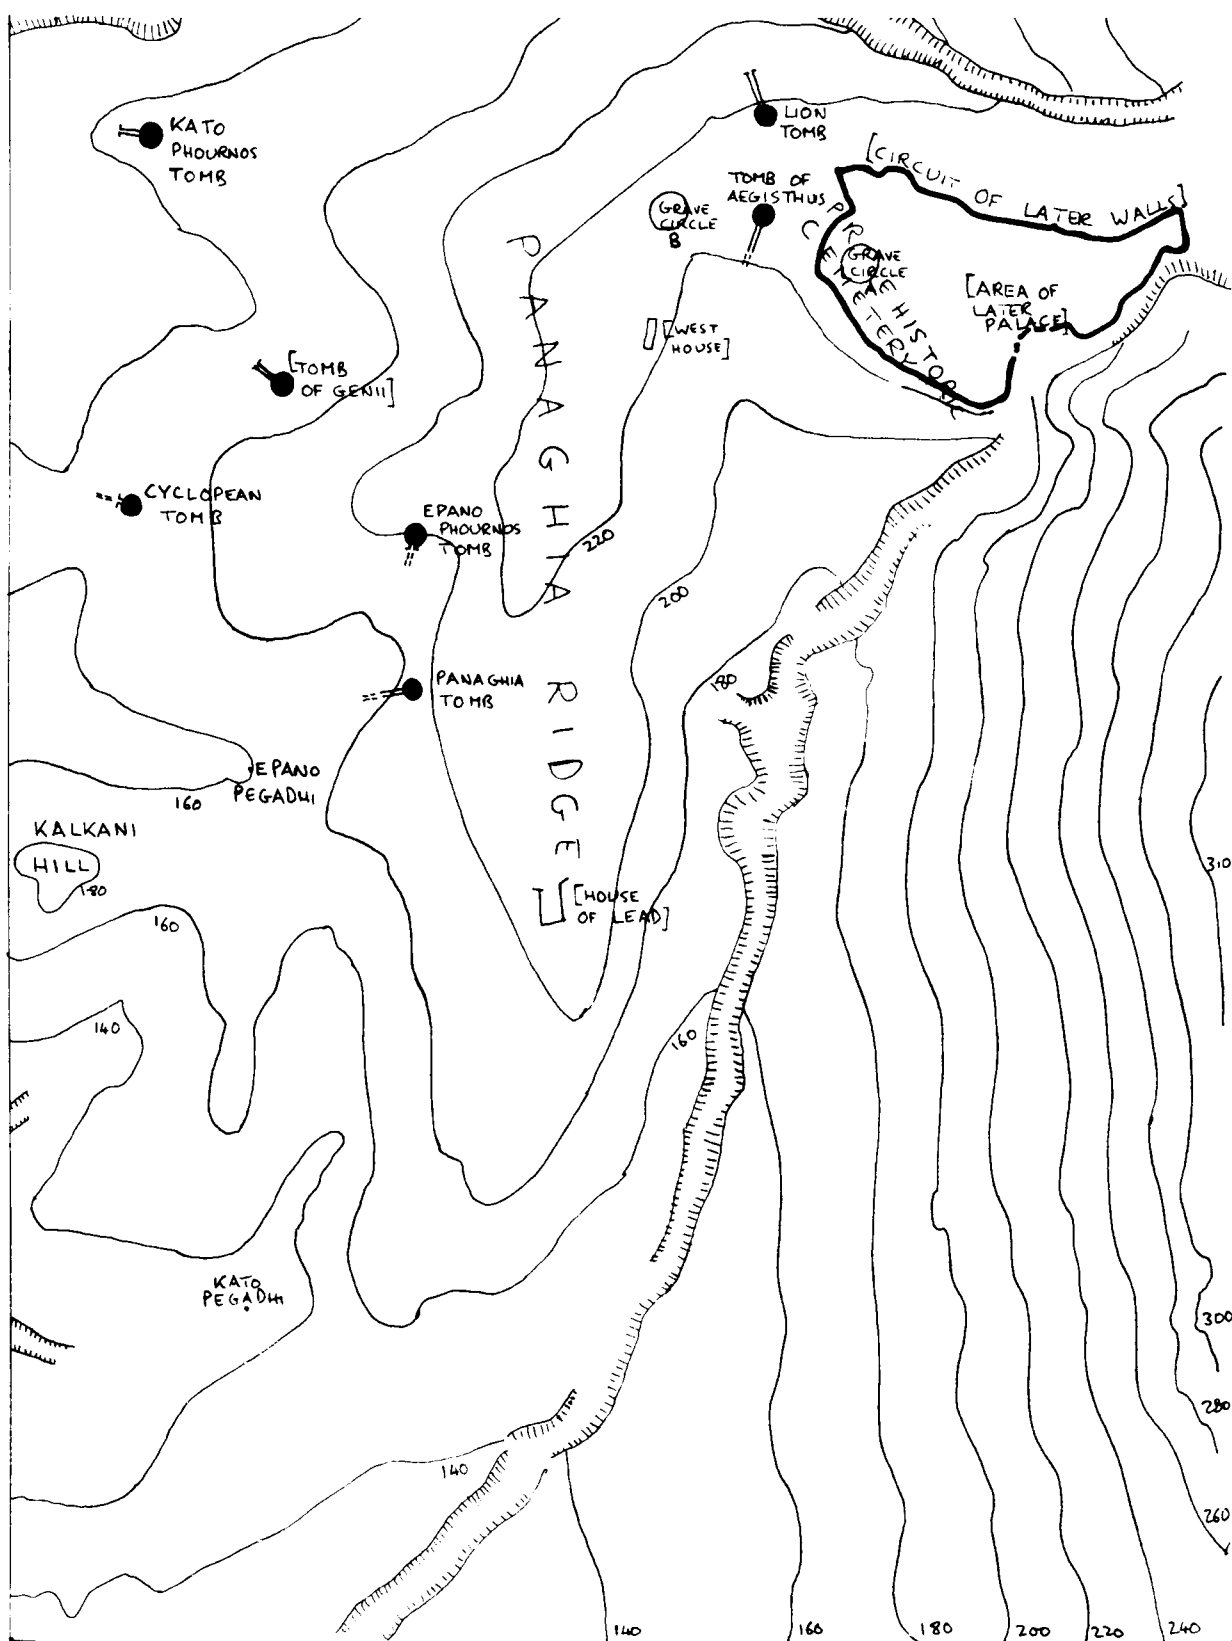 KATO
PHOURNOS
TOMB
LION
TOMB
[CIRCUIT OF LATER WALLS]
TOMB OF
AEGISTHUS
GRAVE
CIRCLE
B
PREHISTORIC
CEMETERY
GRAVE
CIRCLE
A
[AREA OF
LATER
PALACE]
[WEST
HOUSE]
[TOMB
OF GENII]
PANAGHIA RIDGE
CYCLOPEAN
TOMB
EPANO
PHOURNOS
TOMB
220
200
180
PANAGHIA
TOMB
EPANO
PEGADHI
160
KALKANI
HILL
180
160
[HOUSE
OF LEAD]
310
140
160
KATO
PEGADHI
300
280
140
260
140
160
180
200
220
240